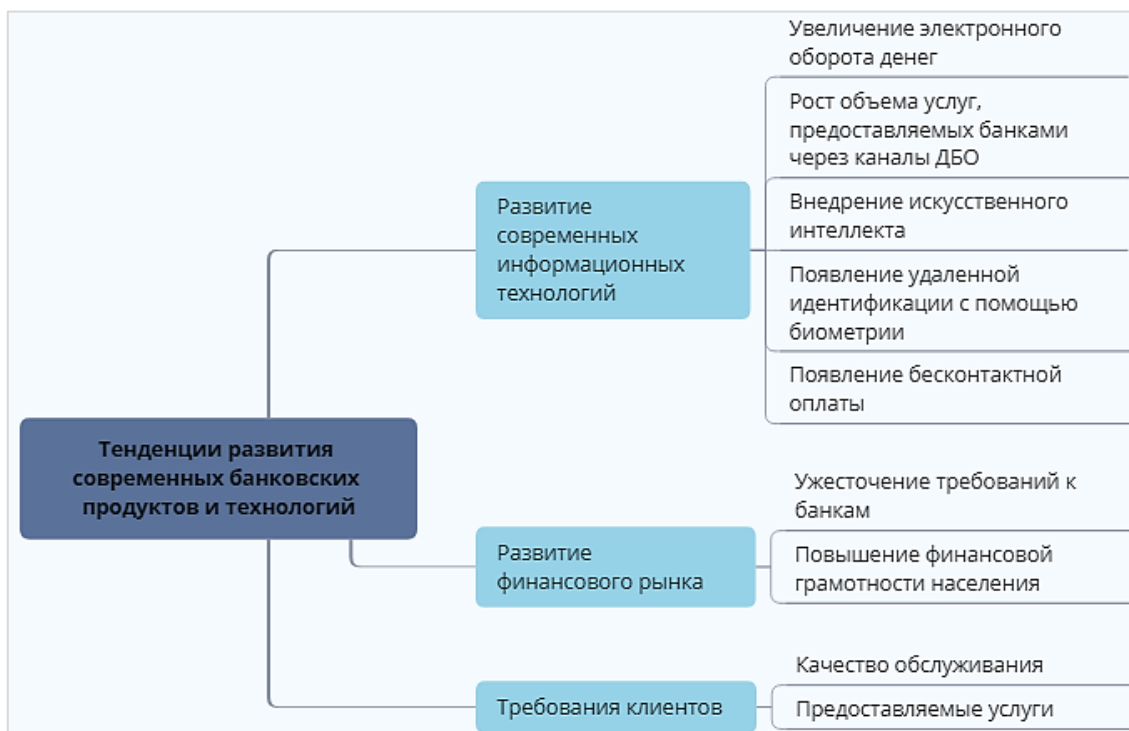 Тенденции развития
современных банковских
продуктов и технологий
Развитие
современных
информационных
технологий
Увеличение электронного
оборота денег
Рост объема услуг,
предоставляемых банками
через каналы ДБО
Внедрение искусственного
интеллекта
Появление удаленной
идентификации с помощью
биометрии
Появление бесконтактной
оплаты
Развитие
финансового рынка
Ужесточение требований к
банкам
Повышение финансовой
грамотности населения
Требования клиентов
Качество обслуживания
Предоставляемые услуги